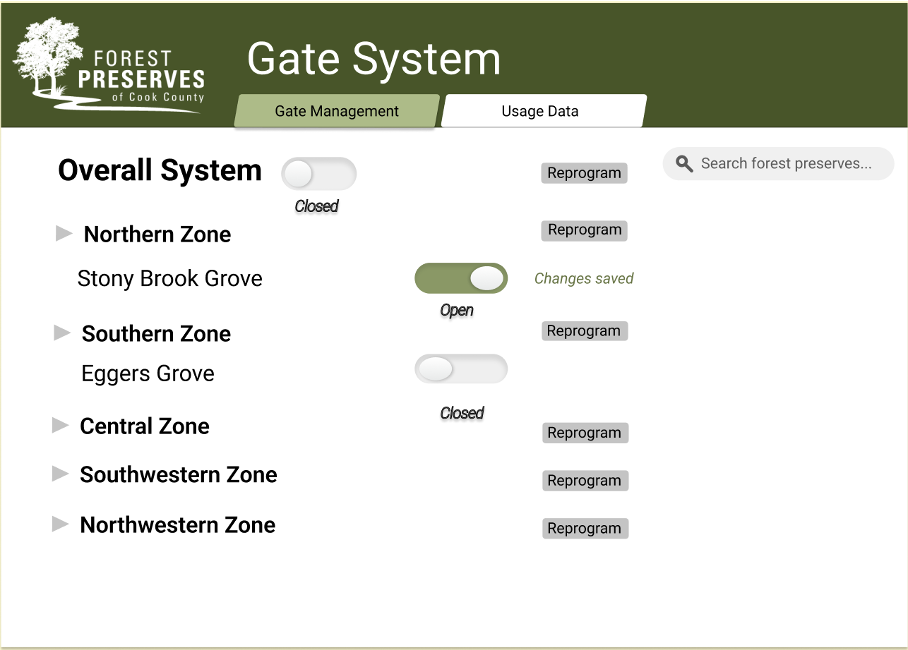 FOREST
PRESERVES
of Cook County
Gate System
Gate Management
Usage Data
Overall System
Closed
Reprogram
Search forest preserves...
Northern Zone
Reprogram
Stony Brook Grove
Open
Changes saved
Southern Zone
Reprogram
Eggers Grove
Closed
Central Zone
Reprogram
Southwestern Zone
Reprogram
Northwestern Zone
Reprogram